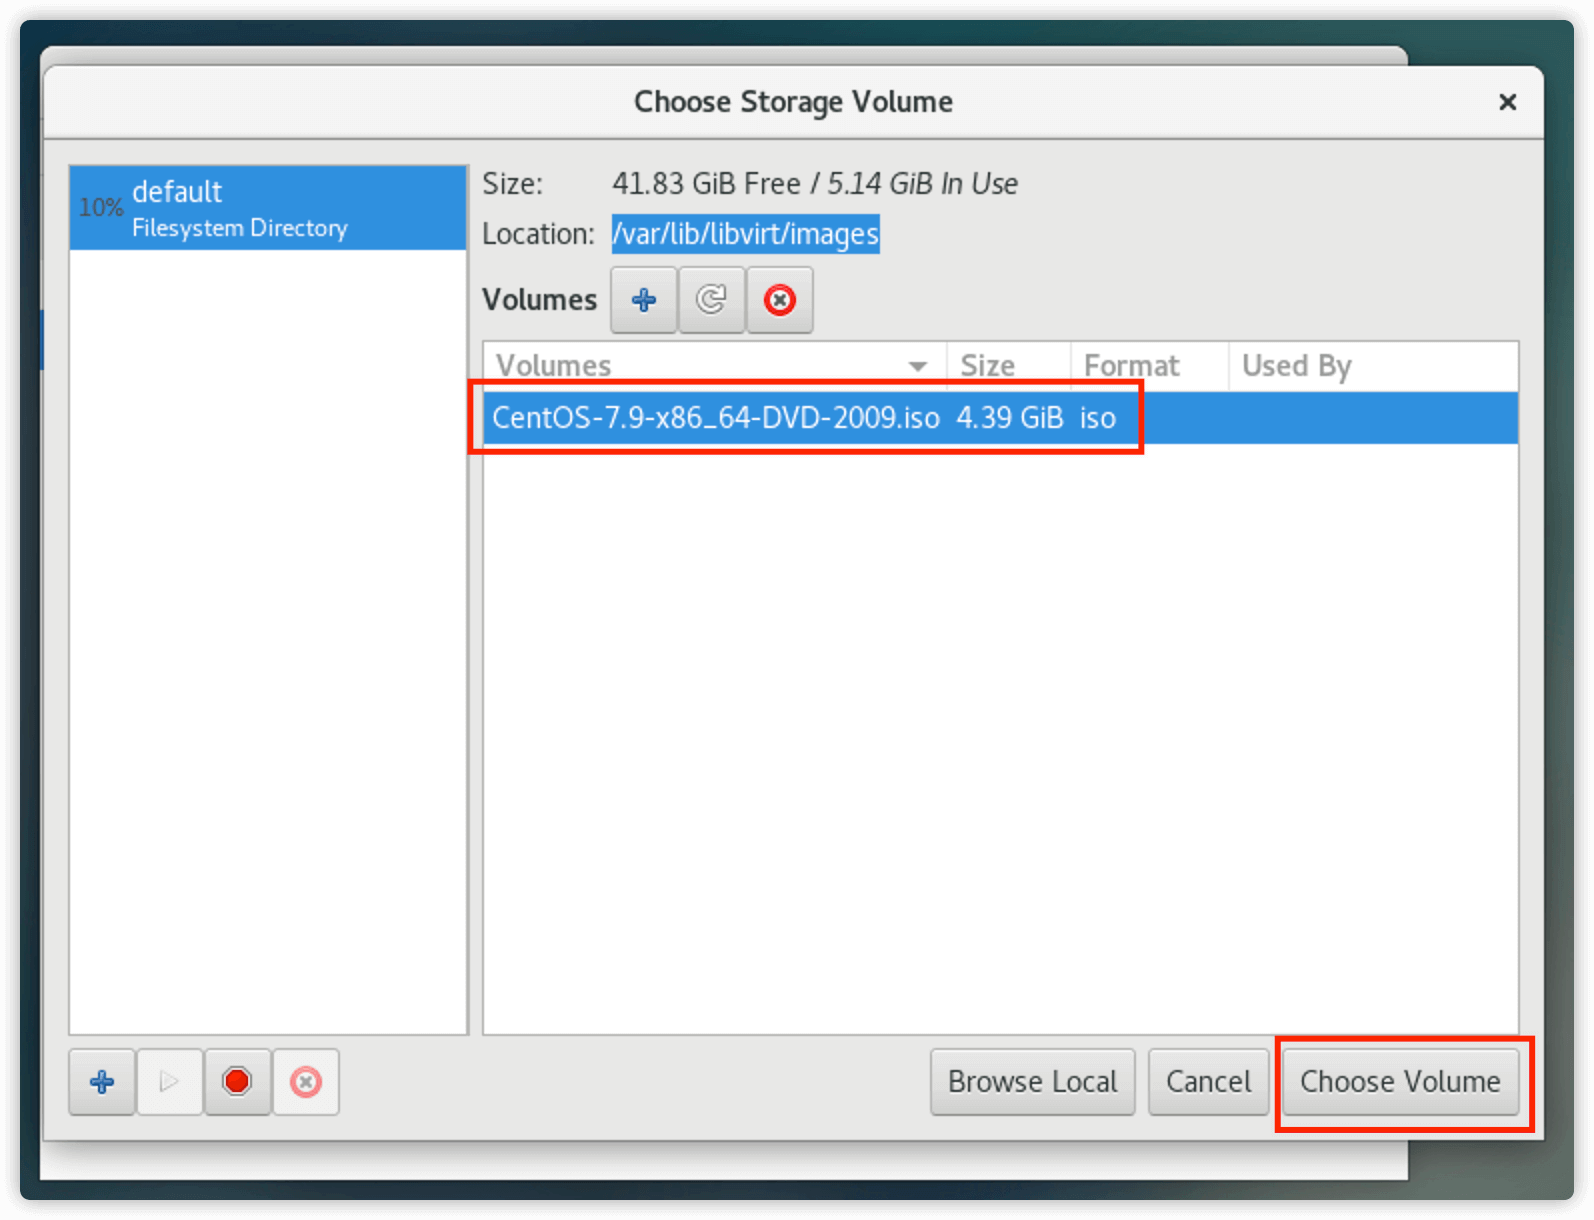 Choose Storage Volume
10% default
Filesystem Directory
Size: 41.83 GiB Free / 5.14 GiB In Use
Location: /var/lib/libvirt/images
Volumes
Volumes Size Format Used By
CentOS-7.9-x86_64-DVD-2009.iso 4.39 GiB iso
Browse Local Cancel Choose Volume